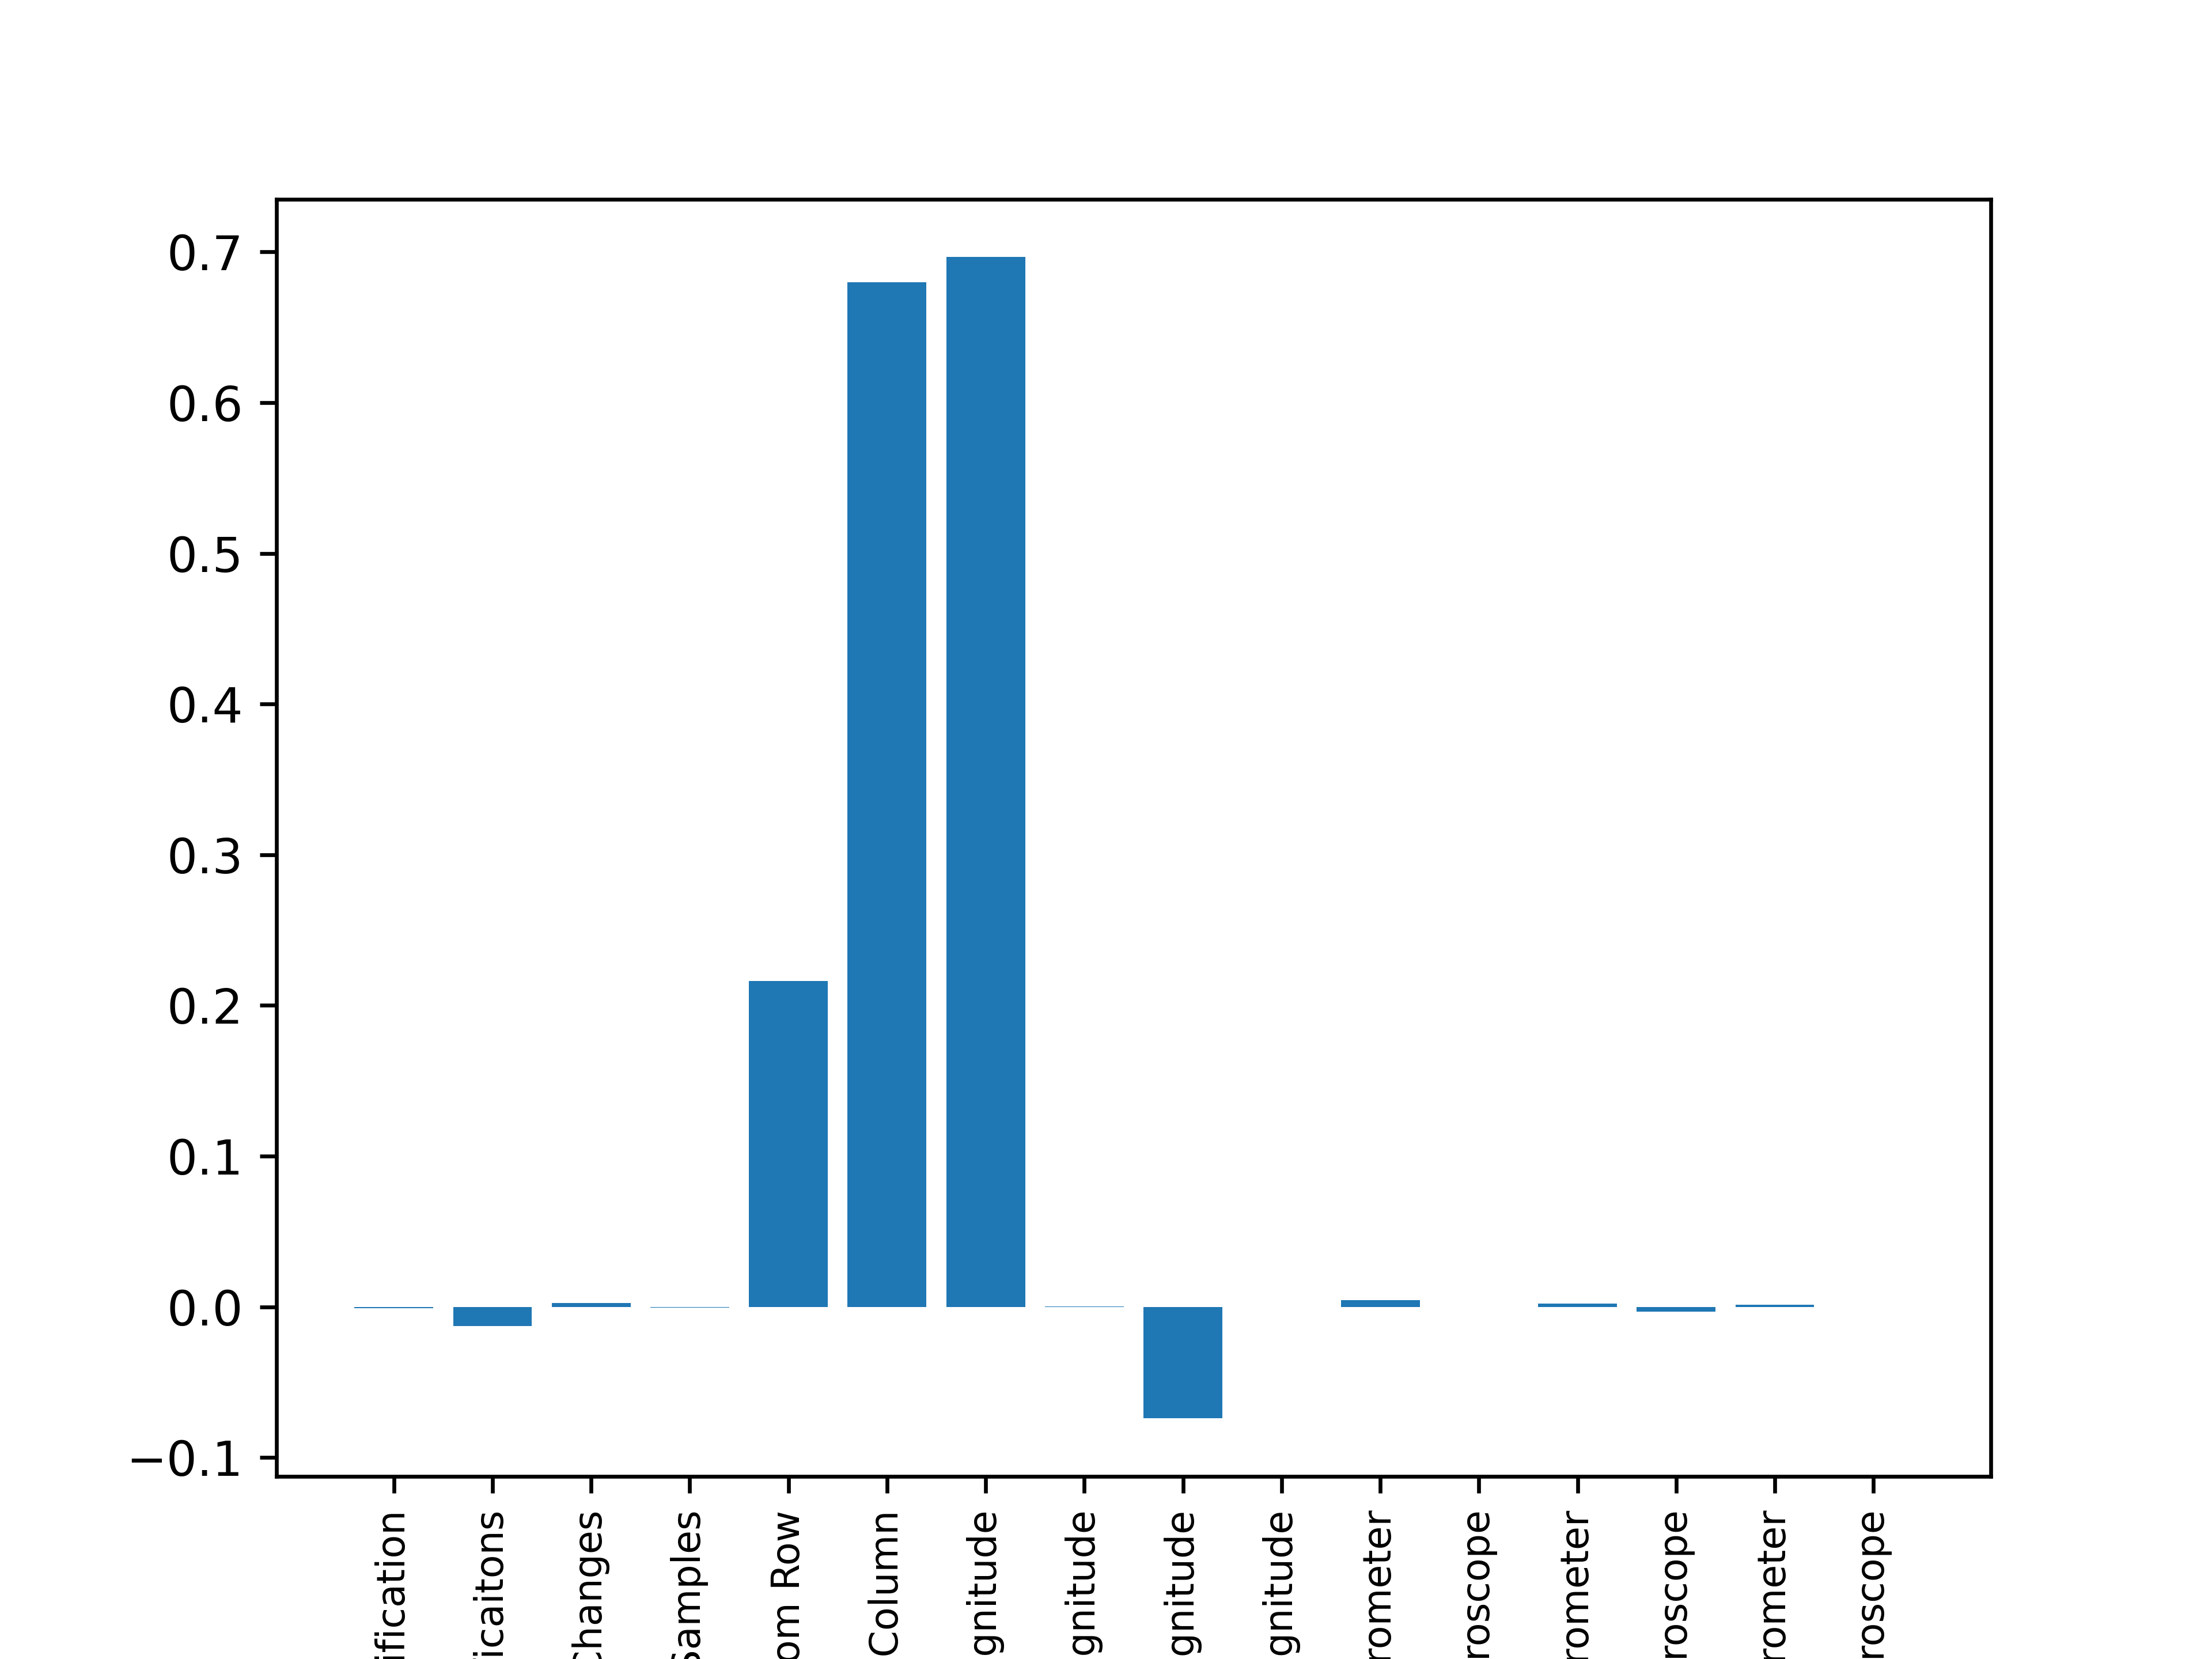 0.7
0.6
0.5
0.4
0.3
0.2
0.1
0.0
−0.1
ification
icaitons
Changes
Samples
om Row
Column
gnitude
gnitude
gnitude
gnitude
rometer
roscope
rometer
roscope
rometer
roscope